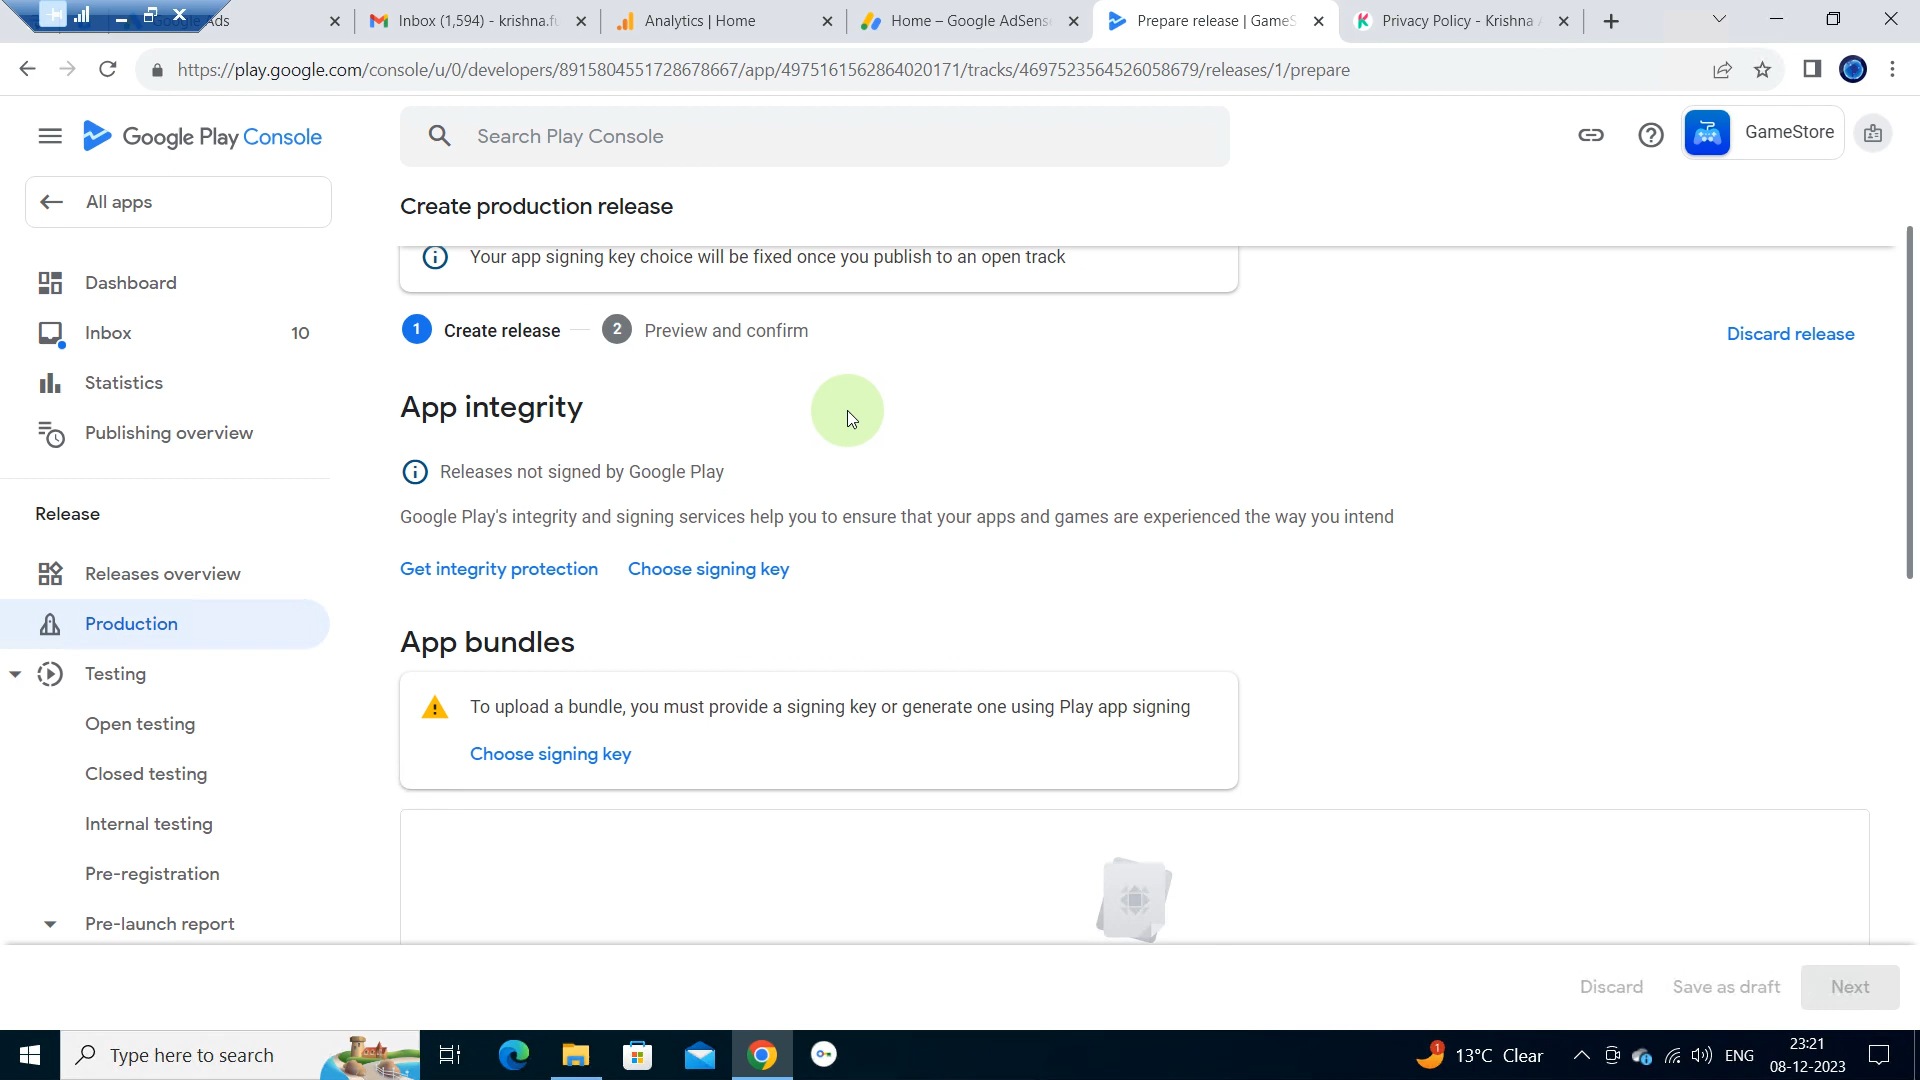 Ads
Inbox (1,594) - krishna.fu
Analytics | Home
Home – Google AdSens
Prepare release | GameS
Privacy Policy - Krishna
https://play.google.com/console/u/0/developers/8915804551728678667/app/4975161562864020171/tracks/4697523564526058679/releases/1/prepare
Google Play Console
Search Play Console
GameStore
All apps
Create production release
Your app signing key choice will be fixed once you publish to an open track
Dashboard
Inbox 10
Statistics
Publishing overview
1 Create release
2 Preview and confirm
Discard release
App integrity
Releases not signed by Google Play
Google Play's integrity and signing services help you to ensure that your apps and games are experienced the way you intend
Get integrity protection Choose signing key
Release
Releases overview
Production
Testing
Open testing
Closed testing
Internal testing
Pre-registration
Pre-launch report
App bundles
To upload a bundle, you must provide a signing key or generate one using Play app signing
Choose signing key
Discard Save as draft Next
Type here to search
1
13°C Clear
ENG
23:21
08-12-2023